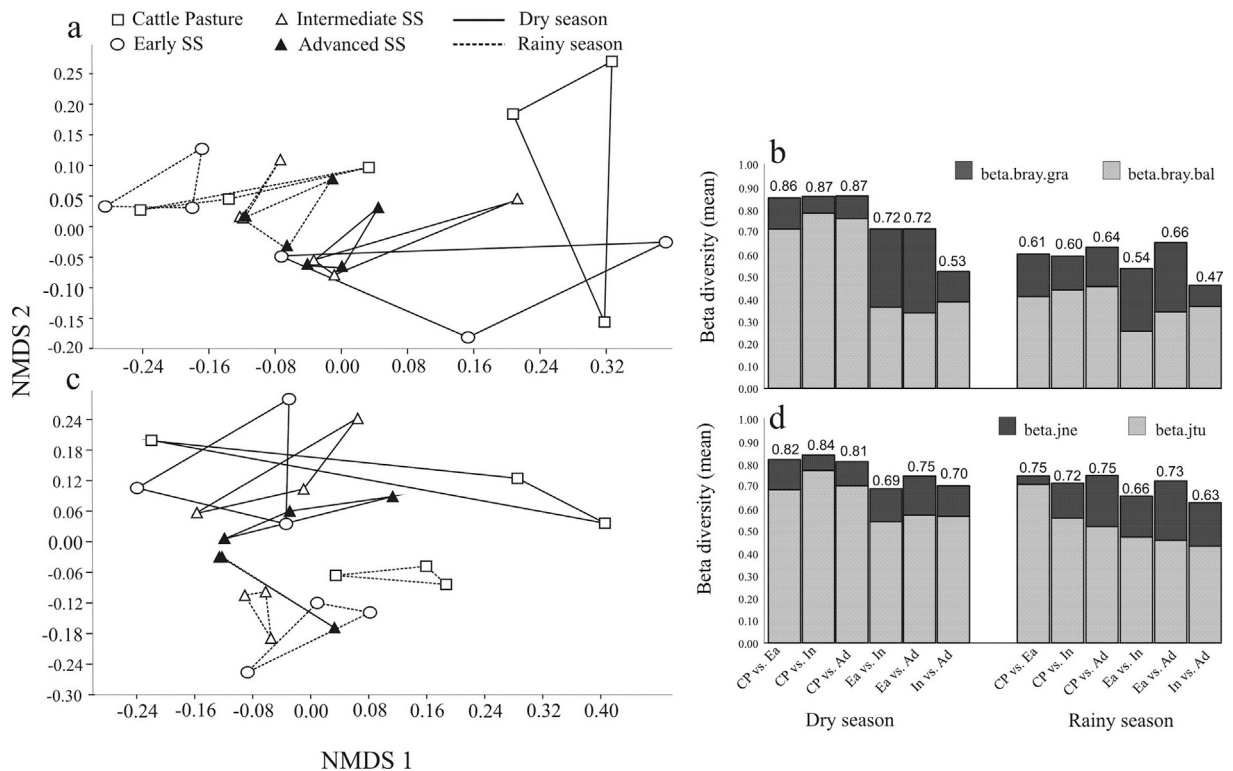 a
Cattle Pasture
Intermediate SS
Dry season
Early SS
Advanced SS
Rainy season
0.25
0.20
0.15
0.10
0.05
0.00
-0.05
-0.10
-0.15
-0.20
-0.24 -0.16 -0.08 0.00 0.08 0.16 0.24 0.32
NMDS 2
c
0.24
0.18
0.12
0.06
0.00
-0.06
-0.12
-0.18
-0.24
-0.30
-0.24 -0.16 -0.08 0.00 0.08 0.16 0.24 0.32 0.40
NMDS 1
b
beta.bray.gra
beta.bray.bal
Beta diversity (mean)
1.00
0.90
0.80
0.70
0.60
0.50
0.40
0.30
0.20
0.10
0.00
0.86 0.87 0.87 0.72 0.72 0.53
0.61 0.60 0.64 0.54 0.66 0.47
d
beta.jne
beta.jtu
Beta diversity (mean)
1.00
0.90
0.80
0.70
0.60
0.50
0.40
0.30
0.20
0.10
0.00
0.82 0.84 0.81 0.69 0.75 0.70
0.75 0.72 0.75 0.66 0.73 0.63
CP vs. Ea
CP vs. In
CP vs. Ad
Ea vs. In
Ea vs. Ad
In vs. Ad
CP vs. Ea
CP vs. In
CP vs. Ad
Ea vs. In
Ea vs. Ad
In vs. Ad
Dry season
Rainy season